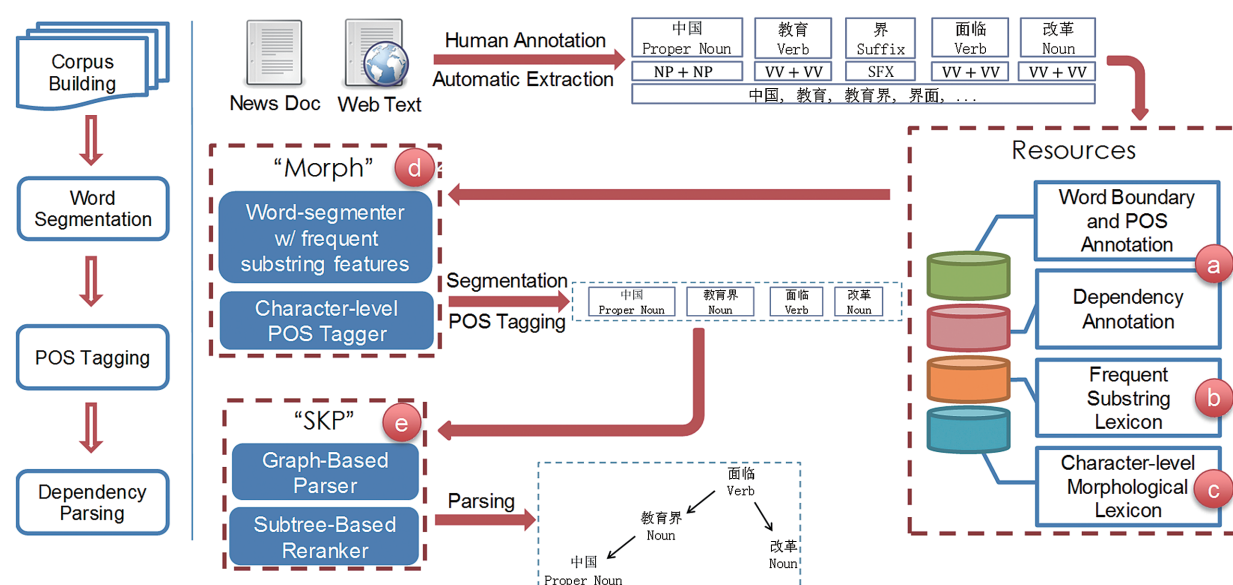 Corpus
Building
Word
Segmentation
POS Tagging
Dependency
Parsing
News Doc
Web Text
Human Annotation
Automatic Extraction
中国
Proper Noun
教育
Verb
界
Suffix
面临
Verb
改革
Noun
NP + NP
VV + VV
SFX
VV + VV
VV + VV
中国, 教育, 教育界, 界面, ...
Resources
Word Boundary
and POS
Annotation
a
Dependency
Annotation
Frequent
Substring
Lexicon
b
Character-level
Morphological
Lexicon
c
“Morph”
d
Word-segmenter
w/ frequent
substring features
Character-level
POS Tagger
Segmentation
POS Tagging
中国
Proper Noun
教育界
Noun
面临
Verb
改革
Noun
“SKP”
e
Graph-Based
Parser
Subtree-Based
Reranker
Parsing
面临
Verb
教育界
Noun
改革
Noun
中国
Proper Noun